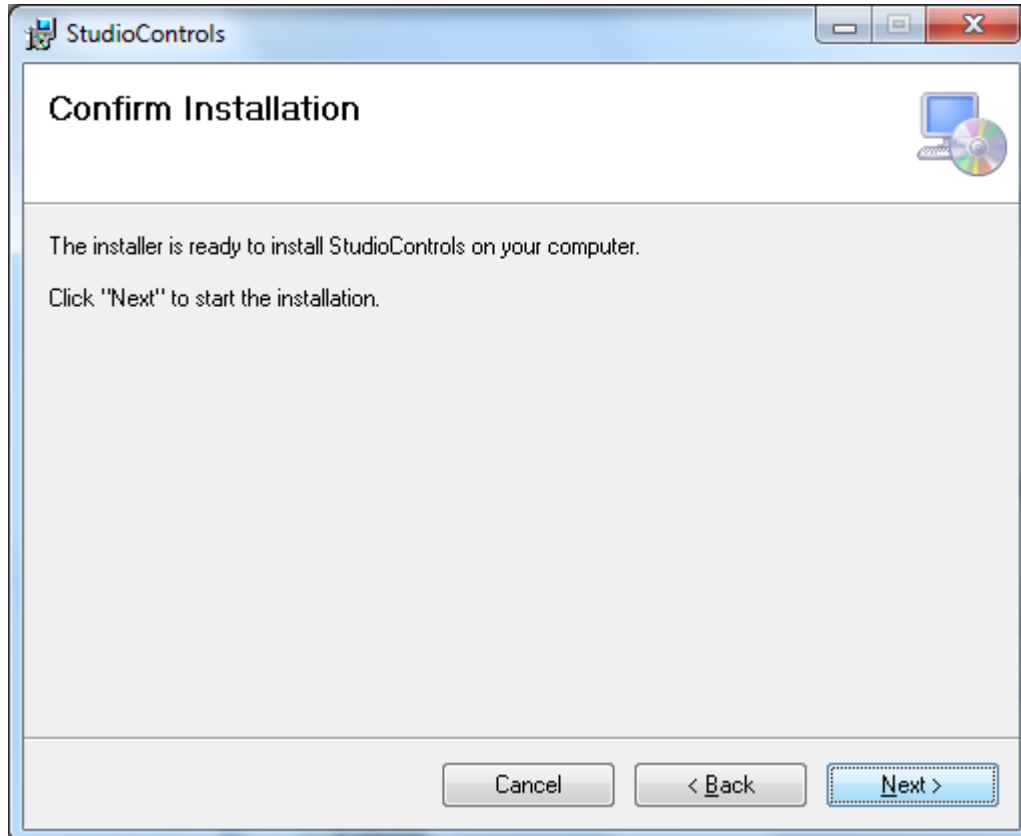 StudioControls
Confirm Installation
The installer is ready to install StudioControls on your computer.
Click "Next" to start the installation.
Cancel
< Back
Next >